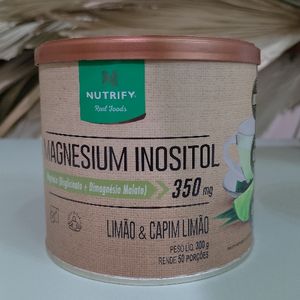 NUTRIFY
Real Foods
MAGNESIUM INOSITOL
Magnésio (Bisglicinato + Dimagnésio Malato)
350 mg
LIMÃO & CAPIM LIMÃO
PESO LÍQ. 300 g
RENDE 50 PORÇÕES